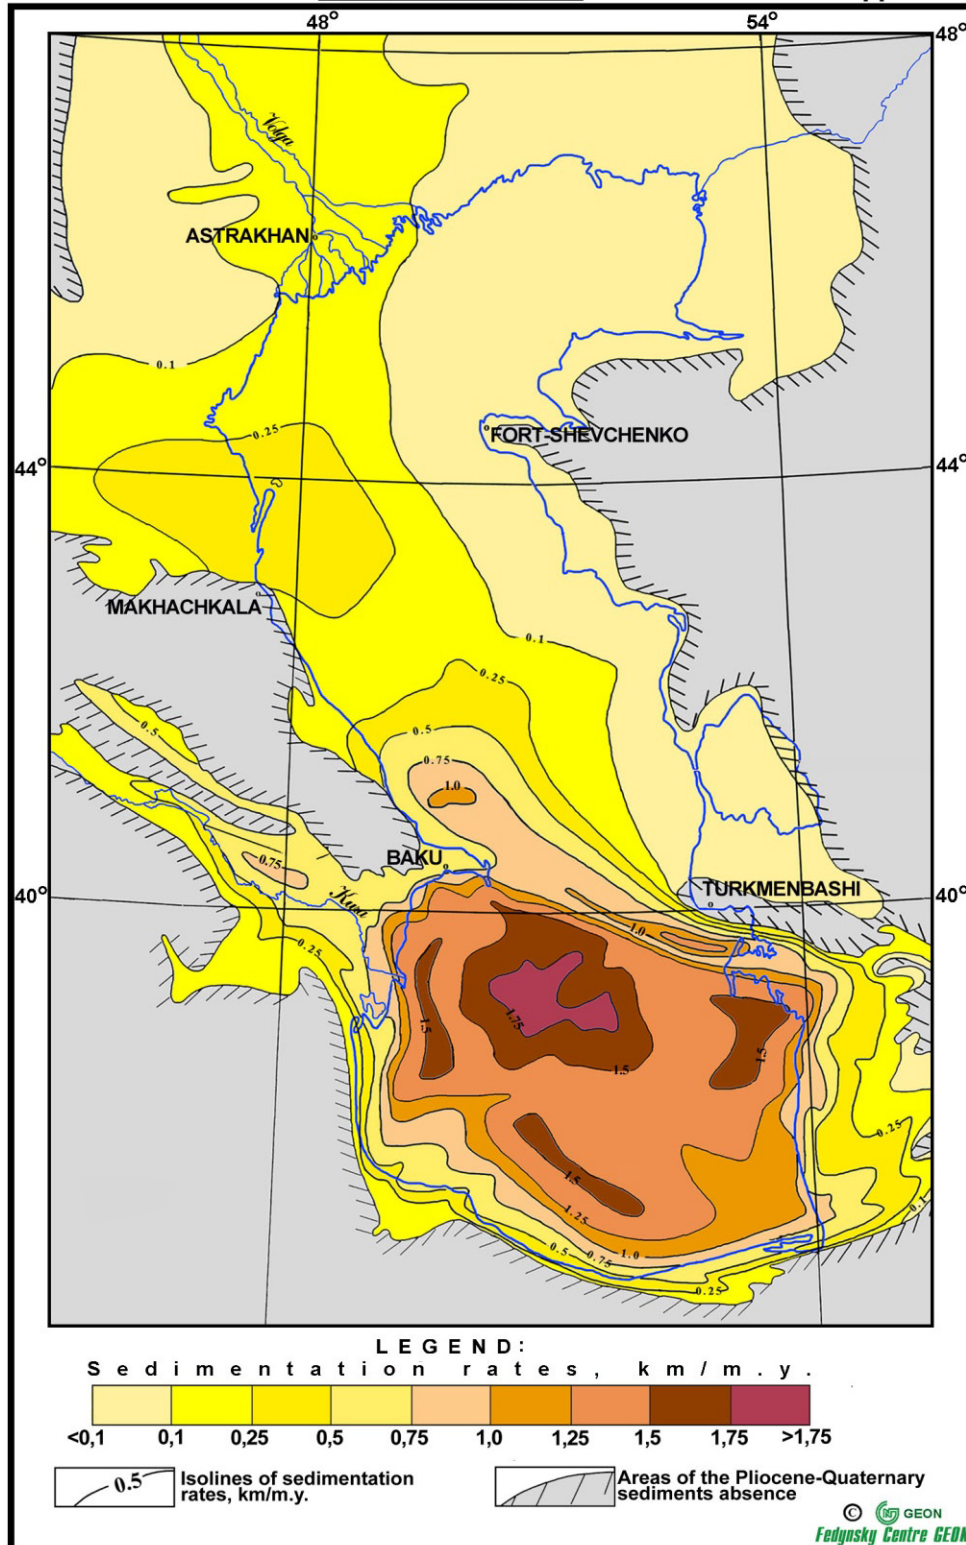 48°
54°
48°
Volga
ASTRAKHAN
0.1
FORT-SHEVCHENKO
0.25
44°
44°
MAKHACHKALA
0.1
0.25
0.5
0.5
0.75
1.0
BAKU
0.75
TURKMENBASHI
40°
40°
Kura
1.0
0.25
1.75
1.5
1.5
1.5
0.25
1.5
1.25
0.1
0.5
0.75
1.0
0.25
LEGEND:
Sedimentation rates, km/m.y.
<0,1 0,1 0,25 0,5 0,75 1,0 1,25 1,5 1,75 >1,75
0.5
Isolines of sedimentation
rates, km/m.y.
Areas of the Pliocene-Quaternary
sediments absence
© GEON
Fedynsky Centre GEON